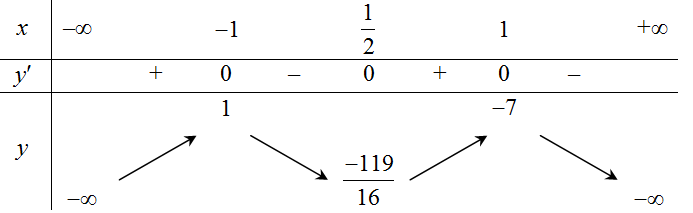 x –∞ –1 1/2 1 +∞
y′ + 0 – 0 + 0 –
1 –7
y
–∞ –119/16 –∞